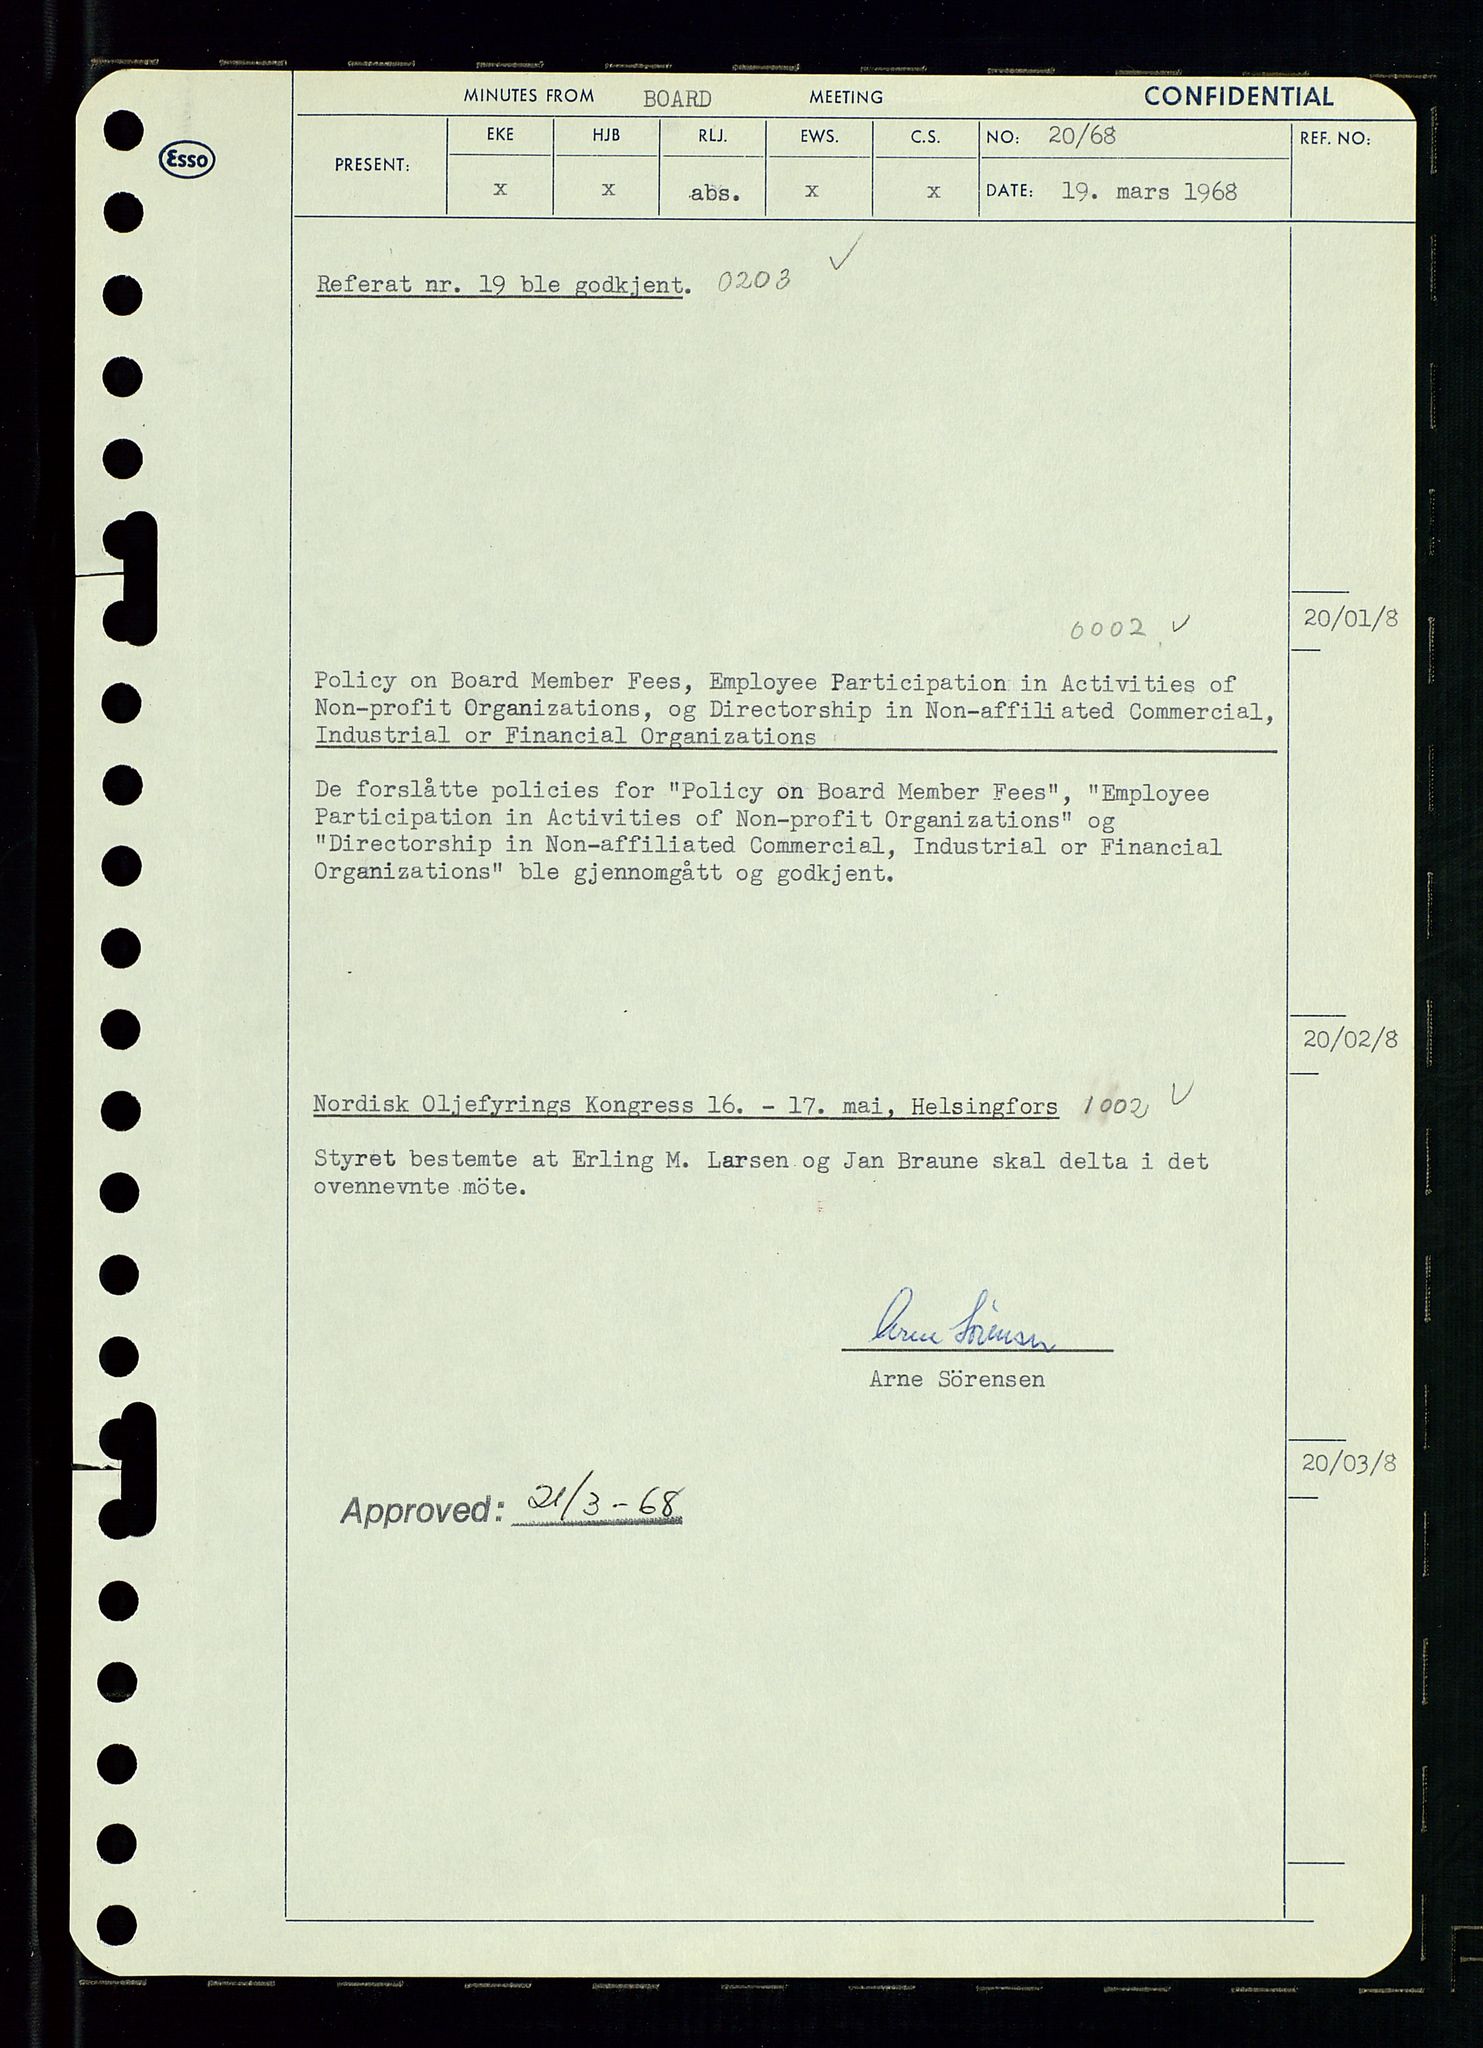 MINUTES FROM BOARD MEETING CONFIDENTIAL
Esso
PRESENT: EKE HJB RLJ. EWS. C.S. NO: 20/68 REF. NO:
x x abs. x x DATE: 19. mars 1968
Referat nr. 19 ble godkjent. 0203
0002 20/01/8
Policy on Board Member Fees, Employee Participation in Activities of
Non-profit Organizations, og Directorship in Non-affiliated Commercial,
Industrial or Financial Organizations
De forslåtte policies for "Policy on Board Member Fees", "Employee
Participation in Activities of Non-profit Organizations" og
"Directorship in Non-affiliated Commercial, Industrial or Financial
Organizations" ble gjennomgått og godkjent.
20/02/8
Nordisk Oljefyrings Kongress 16. - 17. mai, Helsingfors 1002
Styret bestemte at Erling M. Larsen og Jan Braune skal delta i det
ovennevnte möte.
Arne Sörensen
Arne Sörensen
20/03/8
Approved: 21/3-68